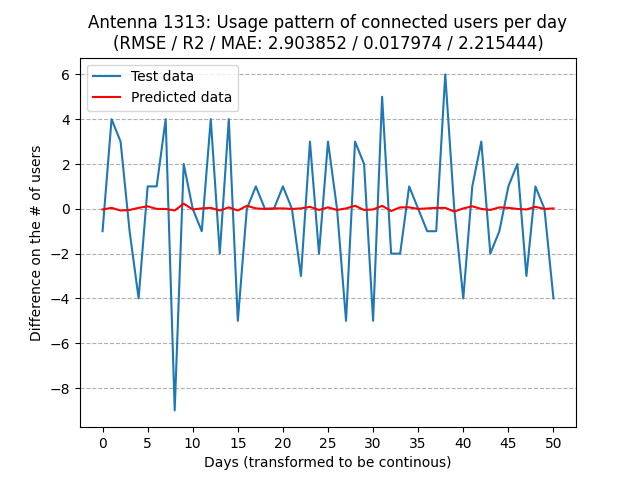 Antenna 1313: Usage pattern of connected users per day
(RMSE / R2 / MAE: 2.903852 / 0.017974 / 2.215444)
Test data
Predicted data
Difference on the # of users
6
4
2
0
−2
−4
−6
−8
0 5 10 15 20 25 30 35 40 45 50
Days (transformed to be continous)